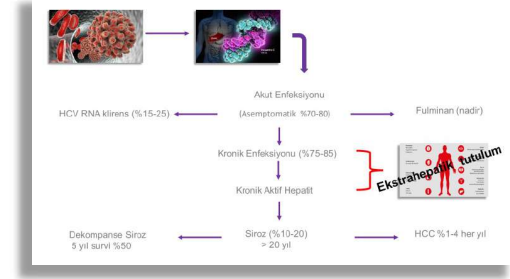 Akut Enfeksiyonu
HCV RNA klirens (%15-25)
(Asemptomatik %70-80)
Fulminan (nadir)
Kronik Enfeksiyonu (%75-85)
Ekstrahepatik tutulum
Kronik Aktif Hepatit
Dekompanse Siroz
5 yıl survi %50
Siroz (%10-20)
> 20 yıl
HCC %1-4 her yıl